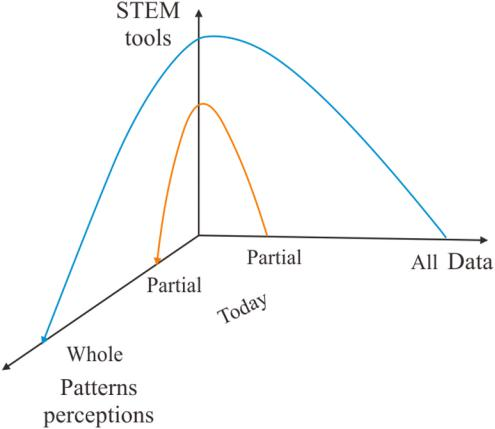 STEM
tools
Partial
All Data
Partial
Today
Whole
Patterns
perceptions